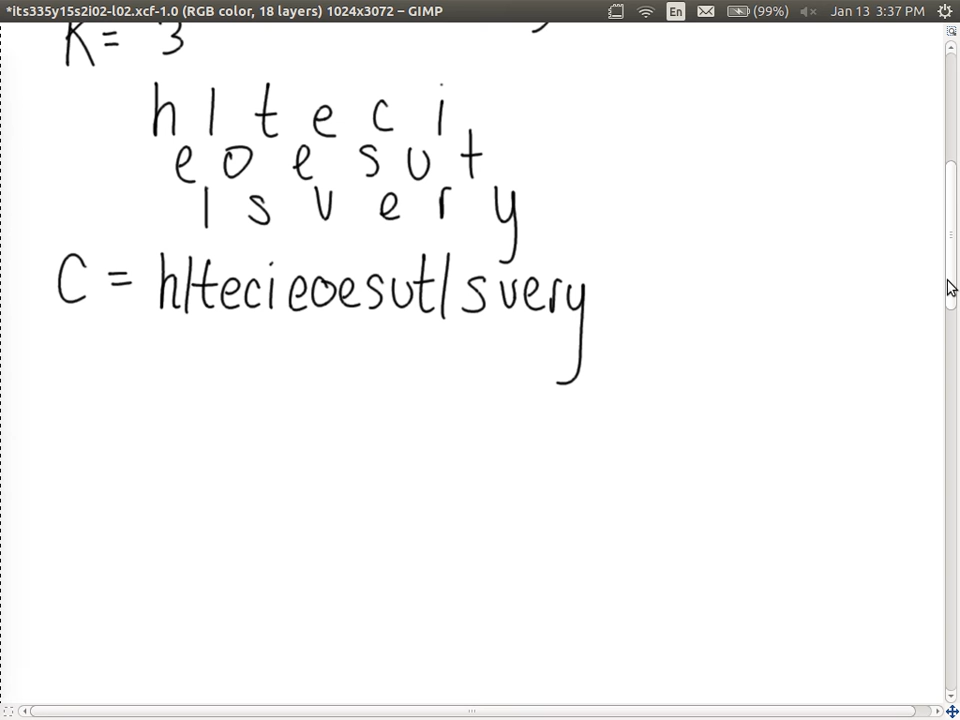 *its335y15s2i02-l02.xcf-1.0 (RGB color, 18 layers) 1024x3072 – GIMP En (99%) Jan 13 3:37 PM
K = 3
h l t e c i
e o e s u t
l s v e r y
C = hltecieoesutlsvery